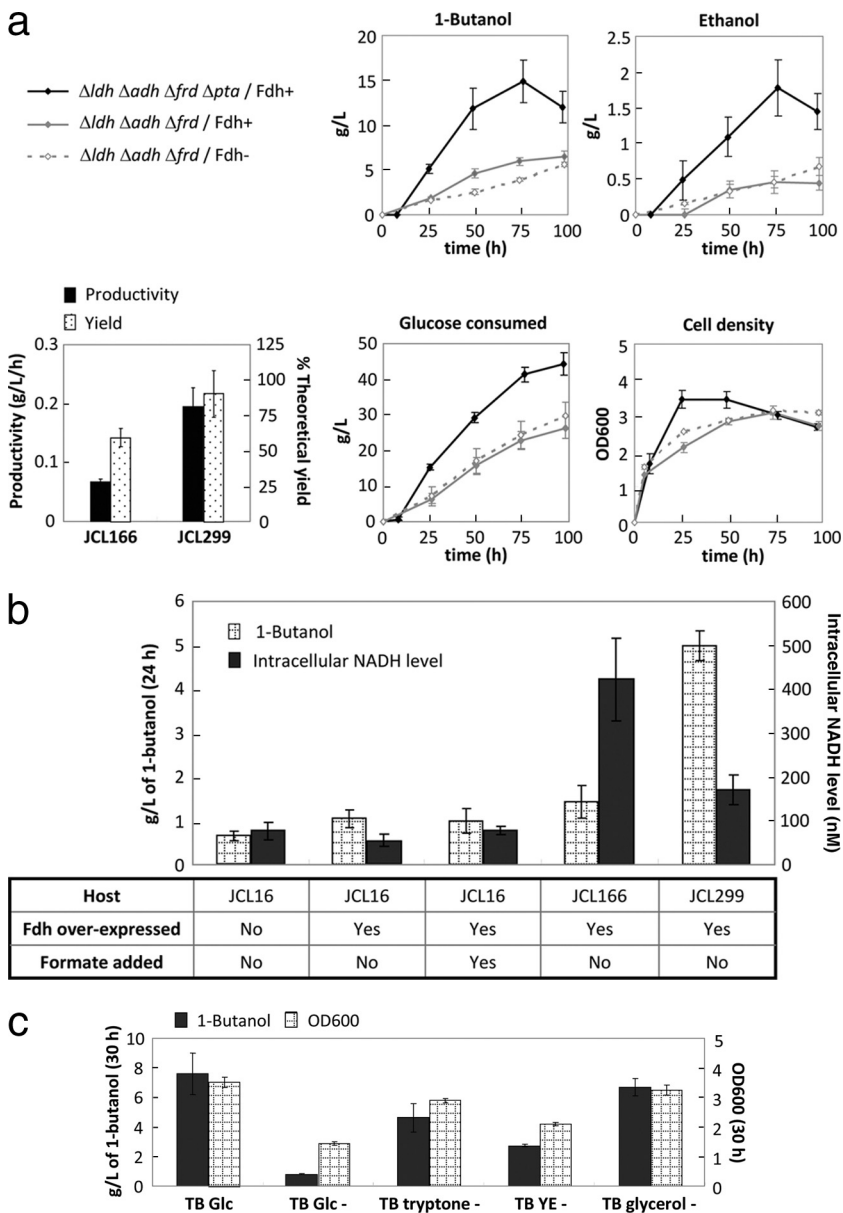 a
Δldh Δadh Δfrd Δpta / Fdh+
Δldh Δadh Δfrd / Fdh+
Δldh Δadh Δfrd / Fdh-
1-Butanol
g/L
20
15
10
5
0
0 25 50 75 100
time (h)
Ethanol
g/L
2.5
2
1.5
1
0.5
0
0 25 50 75 100
time (h)
Productivity
Yield
Productivity (g/L/h)
0.3
0.2
0.1
0
% Theoretical yield
125
100
75
50
25
0
JCL166 JCL299
Glucose consumed
g/L
50
40
30
20
10
0
0 25 50 75 100
time (h)
Cell density
OD600
5
4
3
2
1
0
0 25 50 75 100
time (h)
b
1-Butanol
Intracellular NADH level
g/L of 1-butanol (24 h)
6
5
4
3
2
1
0
Intracellular NADH
level (nM)
600
500
400
300
200
100
0
Host JCL16 JCL16 JCL16 JCL166 JCL299
Fdh over-expressed No Yes Yes Yes Yes
Formate added No No Yes No No
c
1-Butanol OD600
g/L of 1-butanol (30 h)
10
8
6
4
2
0
OD600 (30 h)
5
4
3
2
1
0
TB Glc TB Glc - TB tryptone - TB YE - TB glycerol -